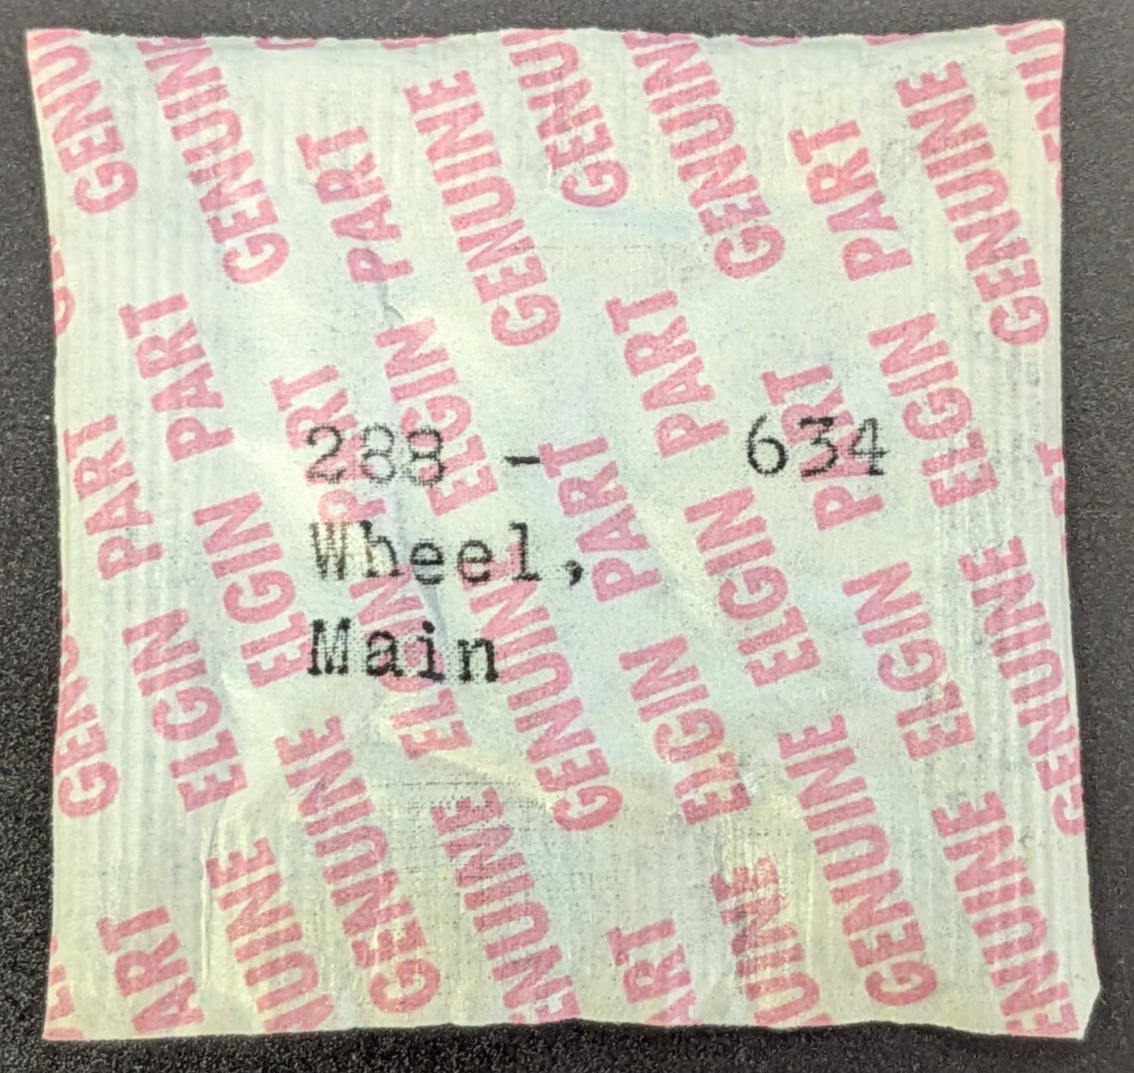 GENUINE ELGIN PART
288 - 634
Wheel,
Main